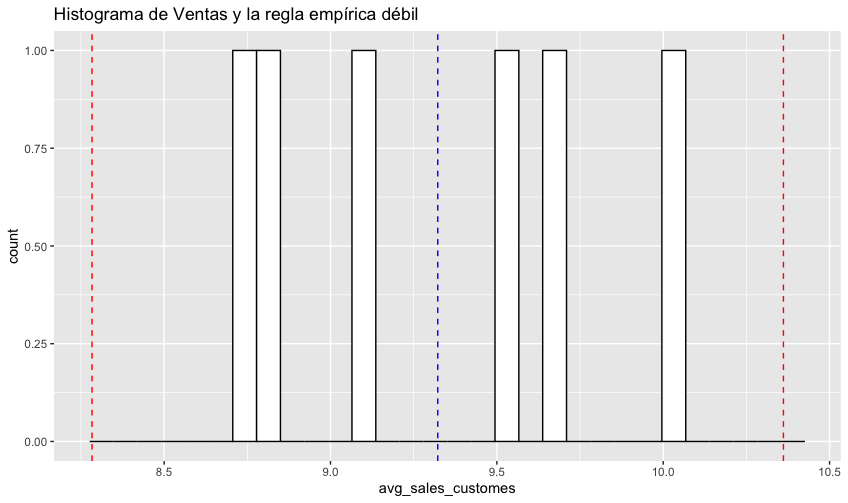 Histograma de Ventas y la regla empírica débil
1.00
0.75
0.50
0.25
0.00
count
8.5 9.0 9.5 10.0 10.5
avg_sales_customes